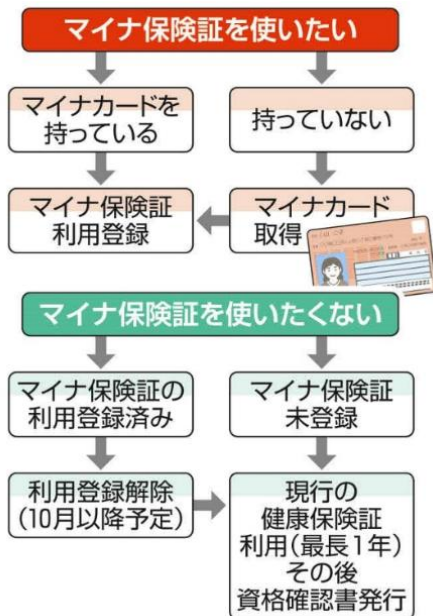 マイナ保険証を使いたい
マイナカードを
持っている
持っていない
マイナ保険証
利用登録
マイナカード
取得
マイナ保険証を使いたくない
マイナ保険証の
利用登録済み
マイナ保険証
未登録
利用登録解除
(10月以降予定)
現行の
健康保険証
利用(最長1年)
その後
資格確認書発行